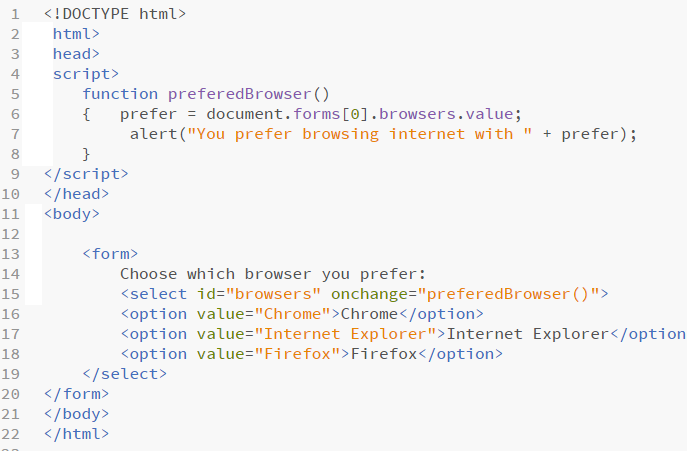 1 <!DOCTYPE html>
2 html>
3 head>
4 script>
5 function preferedBrowser()
6 { prefer = document.forms[0].browsers.value;
7 alert("You prefer browsing internet with " + prefer);
8 }
9 </script>
10 </head>
11 <body>
12
13 <form>
14 Choose which browser you prefer:
15 <select id="browsers" onchange="preferedBrowser()">
16 <option value="Chrome">Chrome</option>
17 <option value="Internet Explorer">Internet Explorer</option
18 <option value="Firefox">Firefox</option>
19 </select>
20 </form>
21 </body>
22 </html>